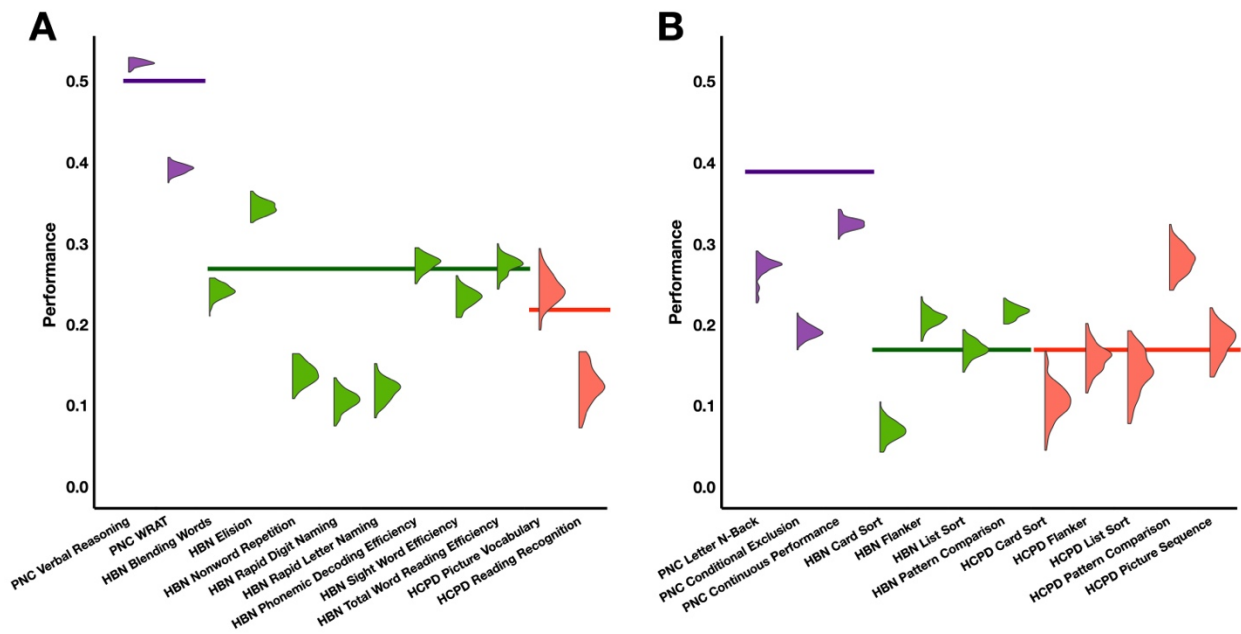 A
Performance
0.5
0.4
0.3
0.2
0.1
0.0
PNC Verbal Reasoning
PNC WRAT
HBN Blending Words
HBN Elision
HBN Nonword Repetition
HBN Rapid Digit Naming
HBN Rapid Letter Naming
HBN Phonemic Decoding Efficiency
HBN Sight Word Efficiency
HBN Total Word Reading Efficiency
HCPD Picture Vocabulary
HCPD Reading Recognition
B
Performance
0.5
0.4
0.3
0.2
0.1
0.0
PNC Letter N-Back
PNC Conditional Exclusion
PNC Continuous Performance
HBN Card Sort
HBN Flanker
HBN List Sort
HBN Pattern Comparison
HCPD Card Sort
HCPD Flanker
HCPD List Sort
HCPD Pattern Comparison
HCPD Picture Sequence